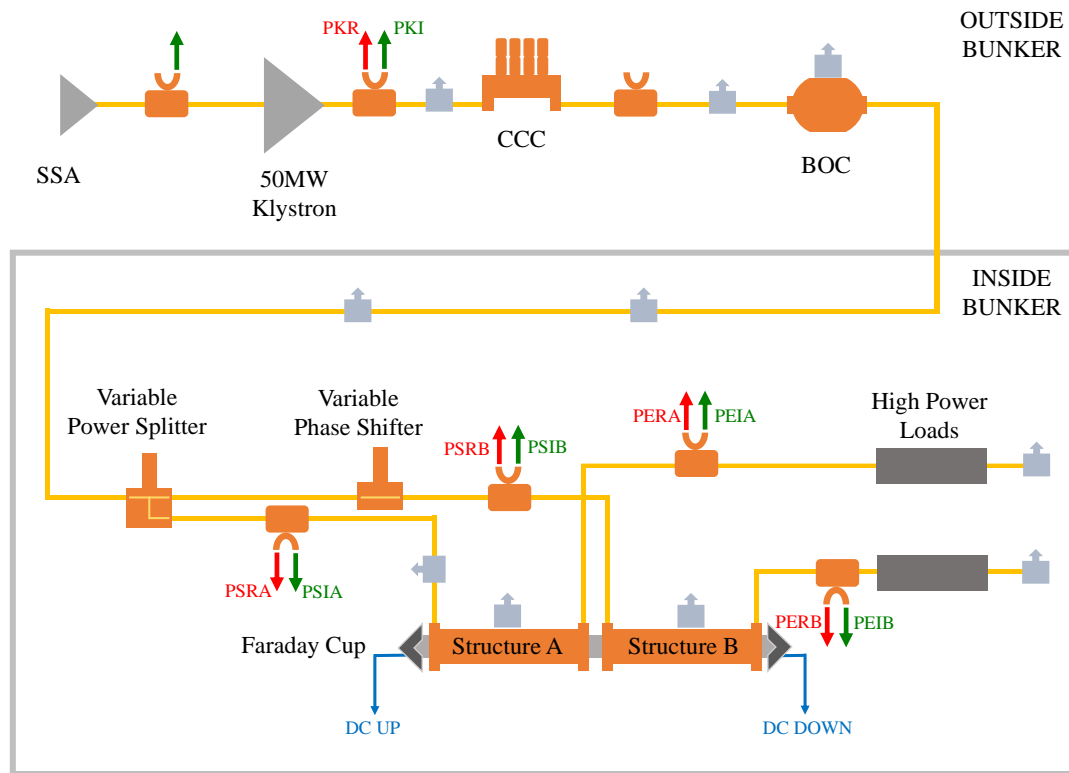 OUTSIDE
BUNKER
PKR
PKI
CCC
BOC
SSA
50MW
Klystron
INSIDE
BUNKER
Variable
Power Splitter
Variable
Phase Shifter
PSRB
PSIB
PERA
PEIA
High Power
Loads
PSRA
PSIA
PERB
PEIB
Faraday Cup
Structure A
Structure B
DC UP
DC DOWN